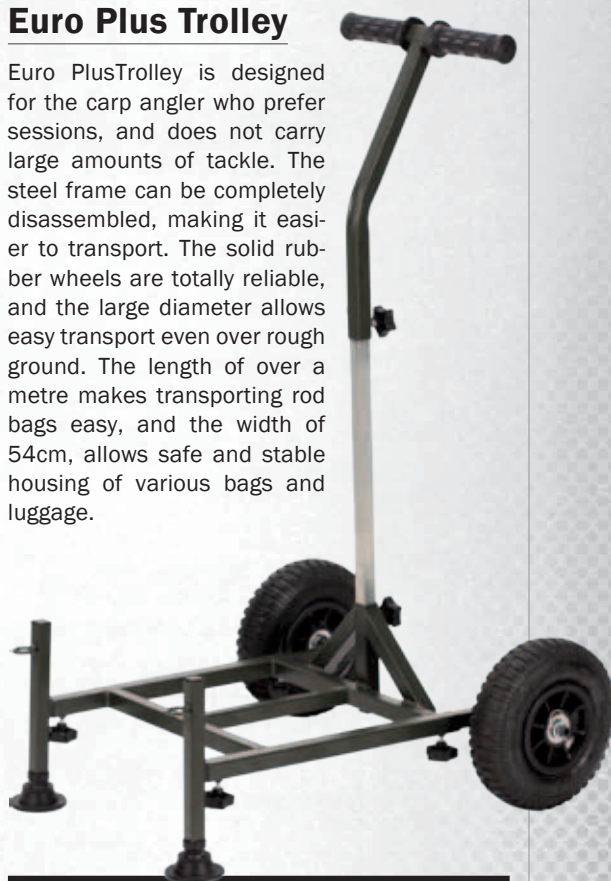 Euro Plus Trolley
Euro PlusTrolley is designed
for the carp angler who prefer
sessions, and does not carry
large amounts of tackle. The
steel frame can be completely
disassembled, making it easi-
er to transport. The solid rub-
ber wheels are totally reliable,
and the large diameter allows
easy transport even over rough
ground. The length of over a
metre makes transporting rod
bags easy, and the width of
54cm, allows safe and stable
housing of various bags and
luggage.